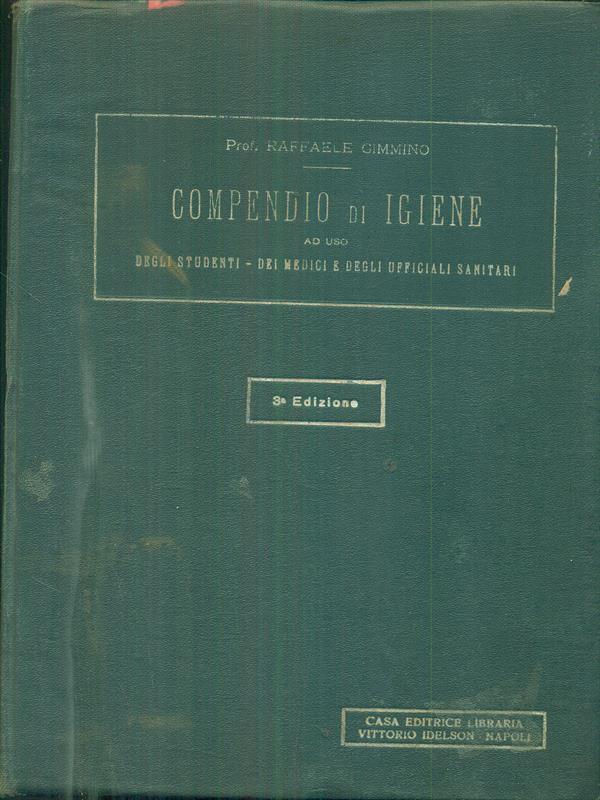 Prof. RAFFAELE CIMMINO
COMPENDIO DI IGIENE
AD USO
DEGLI STUDENTI - DEI MEDICI E DEGLI UFFICIALI SANITARI
3ª Edizione
CASA EDITRICE LIBRARIA
VITTORIO IDELSON - NAPOLI